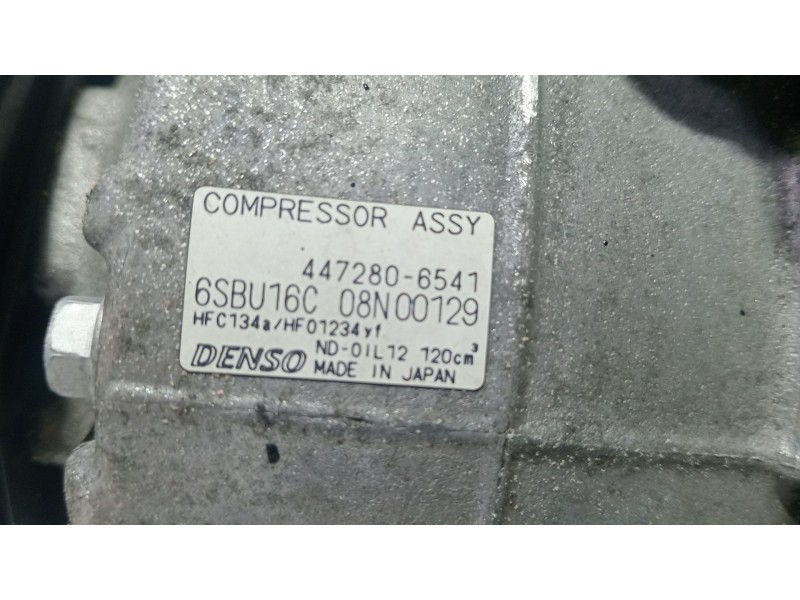 COMPRESSOR ASSY
447280-6541
6SBU16C 08N00129
HFC134a/HFO1234yf
ND-OIL12 120cm³
DENSO MADE IN JAPAN